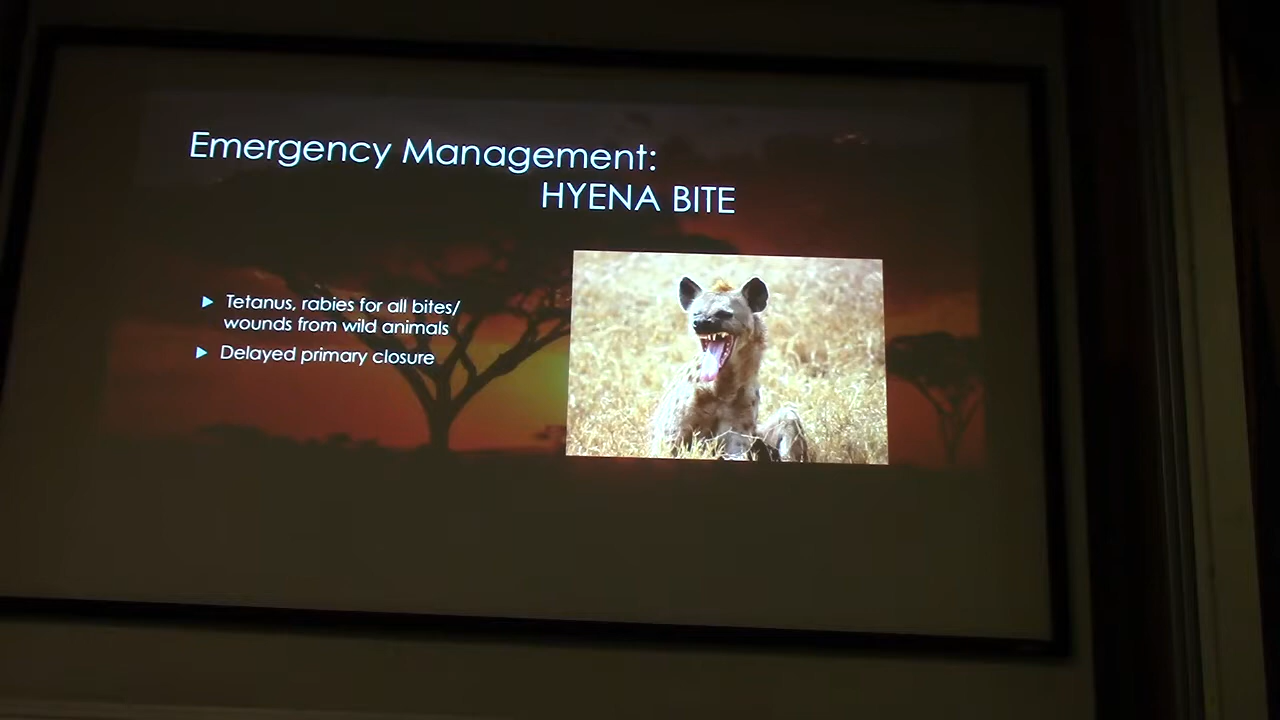 Emergency Management:
HYENA BITE
Tetanus, rabies for all bites/
wounds from wild animals
Delayed primary closure